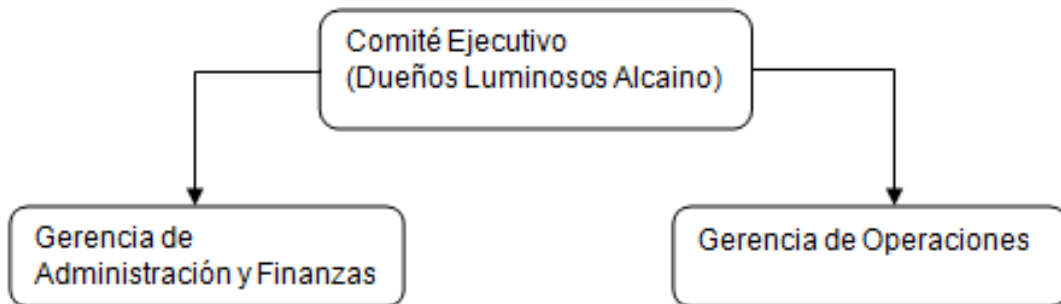 Comité Ejecutivo
(Dueños Luminosos Alcaino)
Gerencia de
Administración y Finanzas
Gerencia de Operaciones